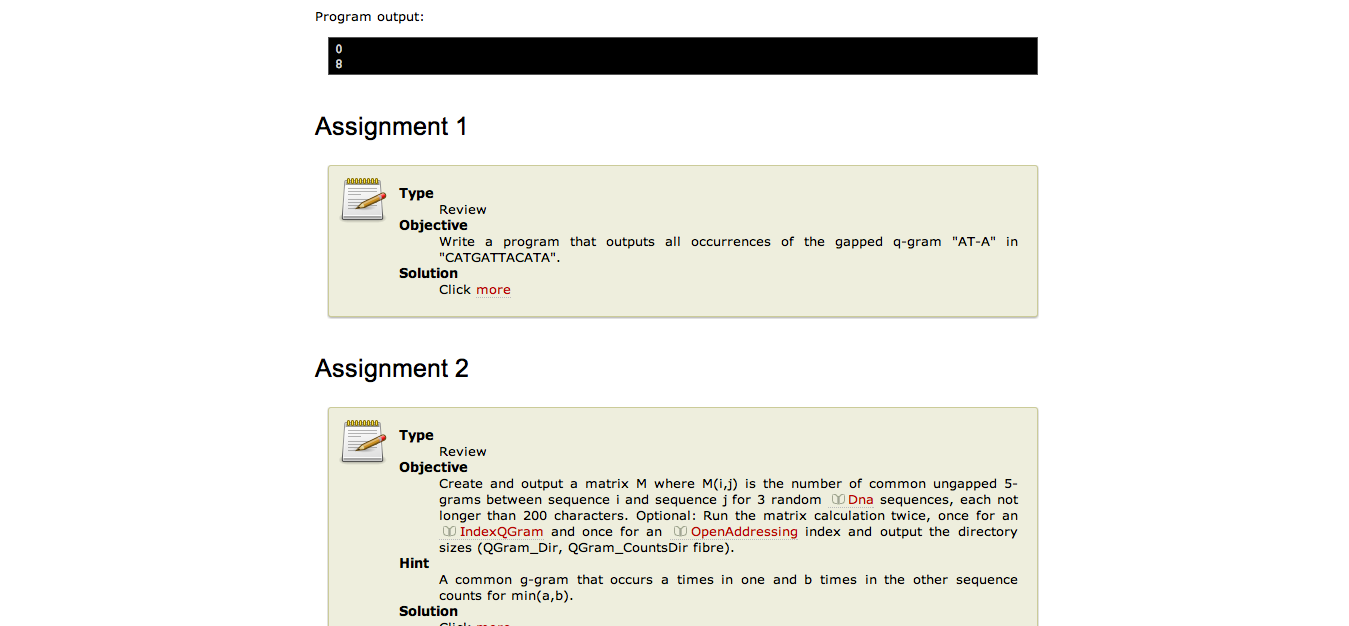 Program output:
0
8
Assignment 1
Type
Review
Objective
Write a program that outputs all occurrences of the gapped q-gram "AT-A" in
"CATGATTACATA".
Solution
Click more
Assignment 2
Type
Review
Objective
Create and output a matrix M where M(i,j) is the number of common ungapped 5-
grams between sequence i and sequence j for 3 random Dna sequences, each not
longer than 200 characters. Optional: Run the matrix calculation twice, once for an
IndexQGram and once for an OpenAddressing index and output the directory
sizes (QGram_Dir, QGram_CountsDir fibre).
Hint
A common g-gram that occurs a times in one and b times in the other sequence
counts for min(a,b).
Solution
Click more